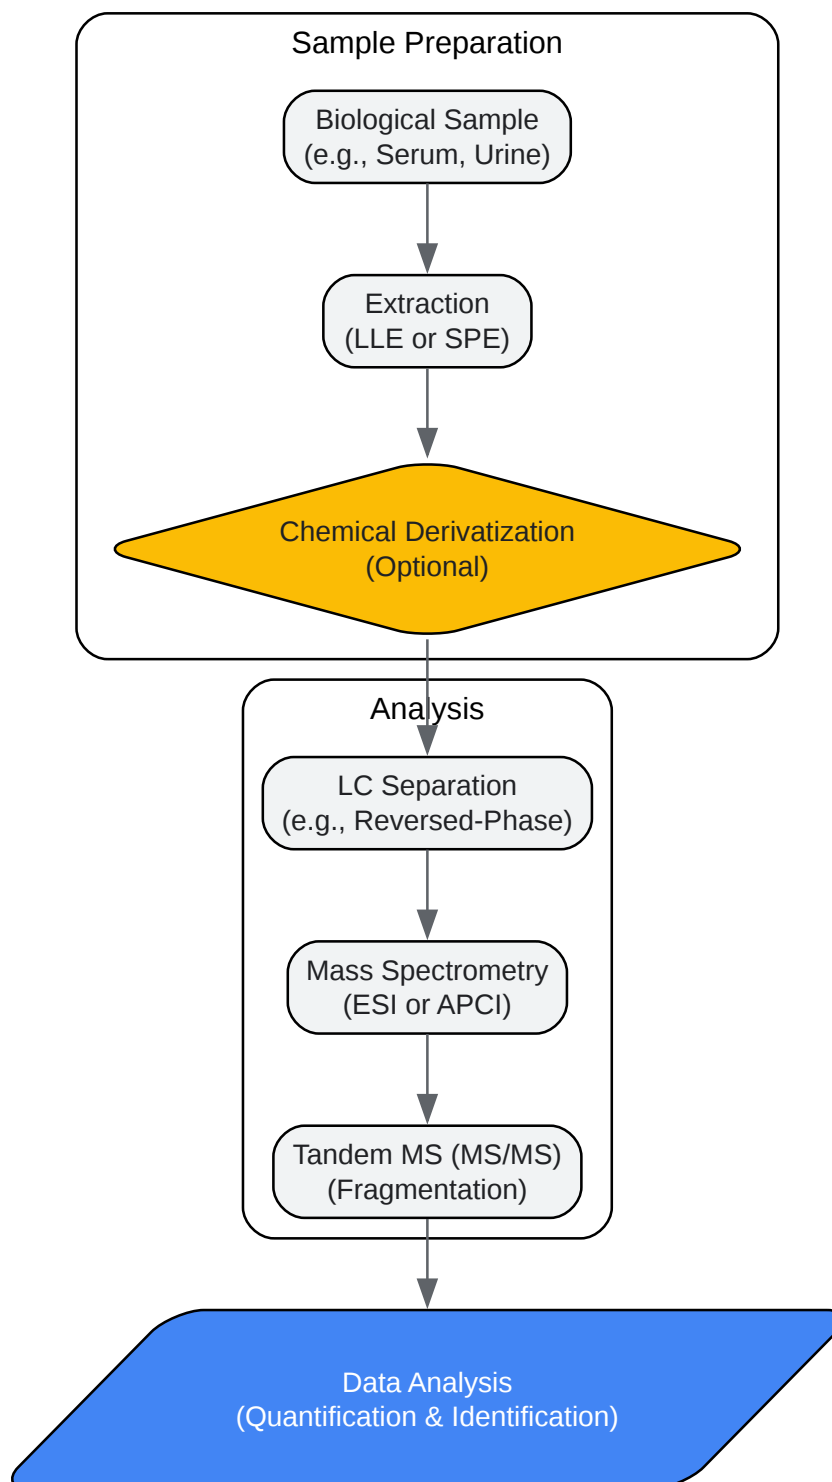 Sample Preparation
Biological Sample
(e.g., Serum, Urine)
Extraction
(LLE or SPE)
Chemical Derivatization
(Optional)
Analysis
LC Separation
(e.g., Reversed-Phase)
Mass Spectrometry
(ESI or APCI)
Tandem MS (MS/MS)
(Fragmentation)
Data Analysis
(Quantification & Identification)